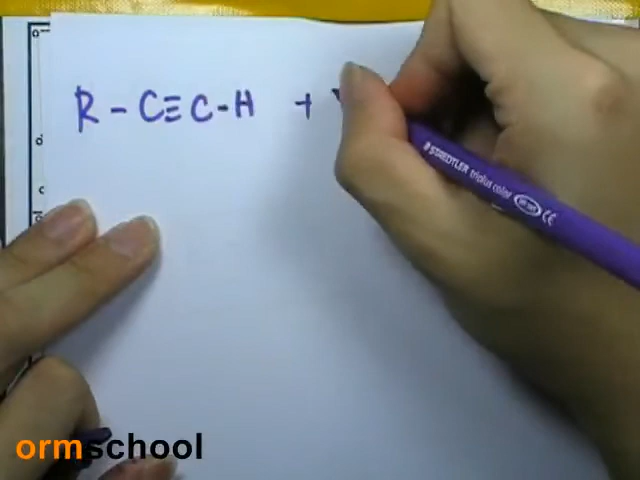 R - C≡C-H +
STAEDTLER triplus color
ormschool